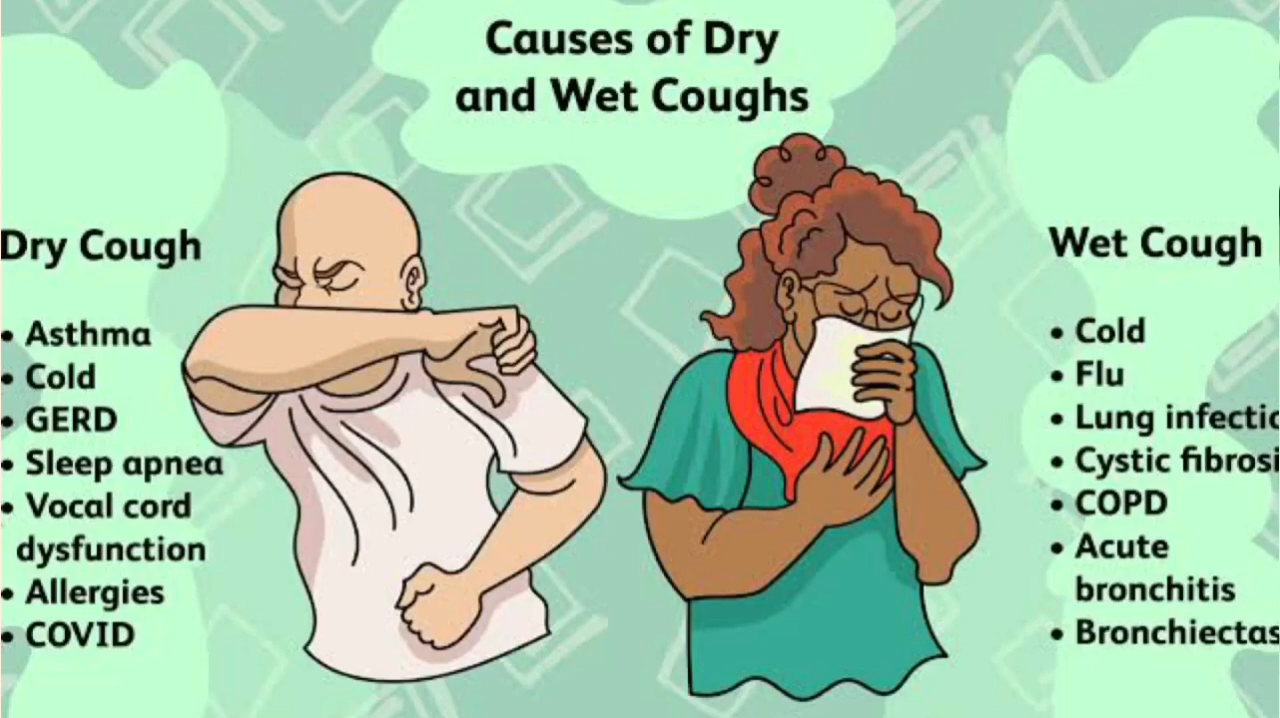 Causes of Dry
and Wet Coughs
Dry Cough
• Asthma
• Cold
• GERD
• Sleep apnea
• Vocal cord
dysfunction
• Allergies
• COVID
Wet Cough
• Cold
• Flu
• Lung infectio
• Cystic fibrosi
• COPD
• Acute
bronchitis
• Bronchiectas